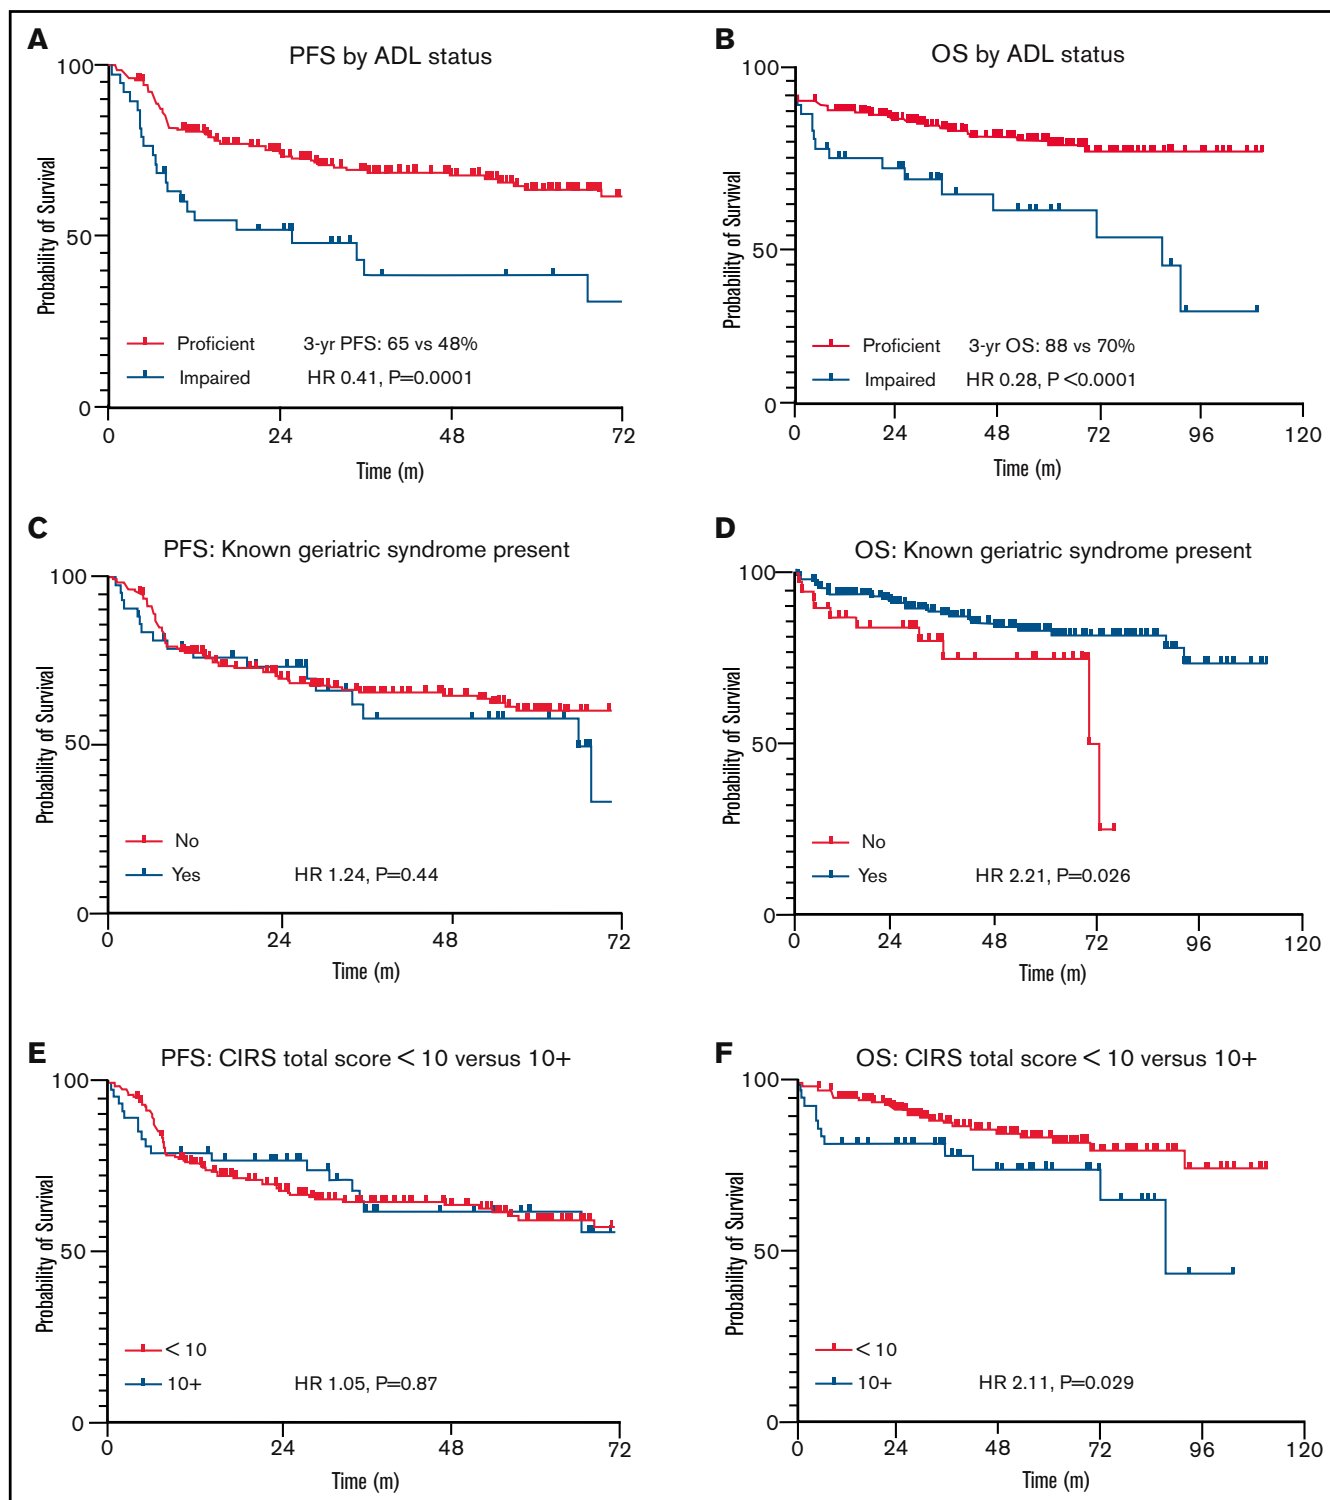 A
PFS by ADL status
100
50
0
Probability of Survival
Proficient 3-yr PFS: 65 vs 48%
Impaired HR 0.41, P=0.0001
0 24 48 72
Time (m)
B
OS by ADL status
100
50
0
Probability of Survival
Proficient 3-yr OS: 88 vs 70%
Impaired HR 0.28, P <0.0001
0 24 48 72 96 120
Time (m)
C
PFS: Known geriatric syndrome present
100
50
0
Probability of Survival
No
Yes HR 1.24, P=0.44
0 24 48 72
Time (m)
D
OS: Known geriatric syndrome present
100
50
0
Probability of Survival
No
Yes HR 2.21, P=0.026
0 24 48 72 96 120
Time (m)
E
PFS: CIRS total score < 10 versus 10+
100
50
0
Probability of Survival
< 10
10+ HR 1.05, P=0.87
0 24 48 72
Time (m)
F
OS: CIRS total score < 10 versus 10+
100
50
0
Probability of Survival
< 10
10+ HR 2.11, P=0.029
0 24 48 72 96 120
Time (m)